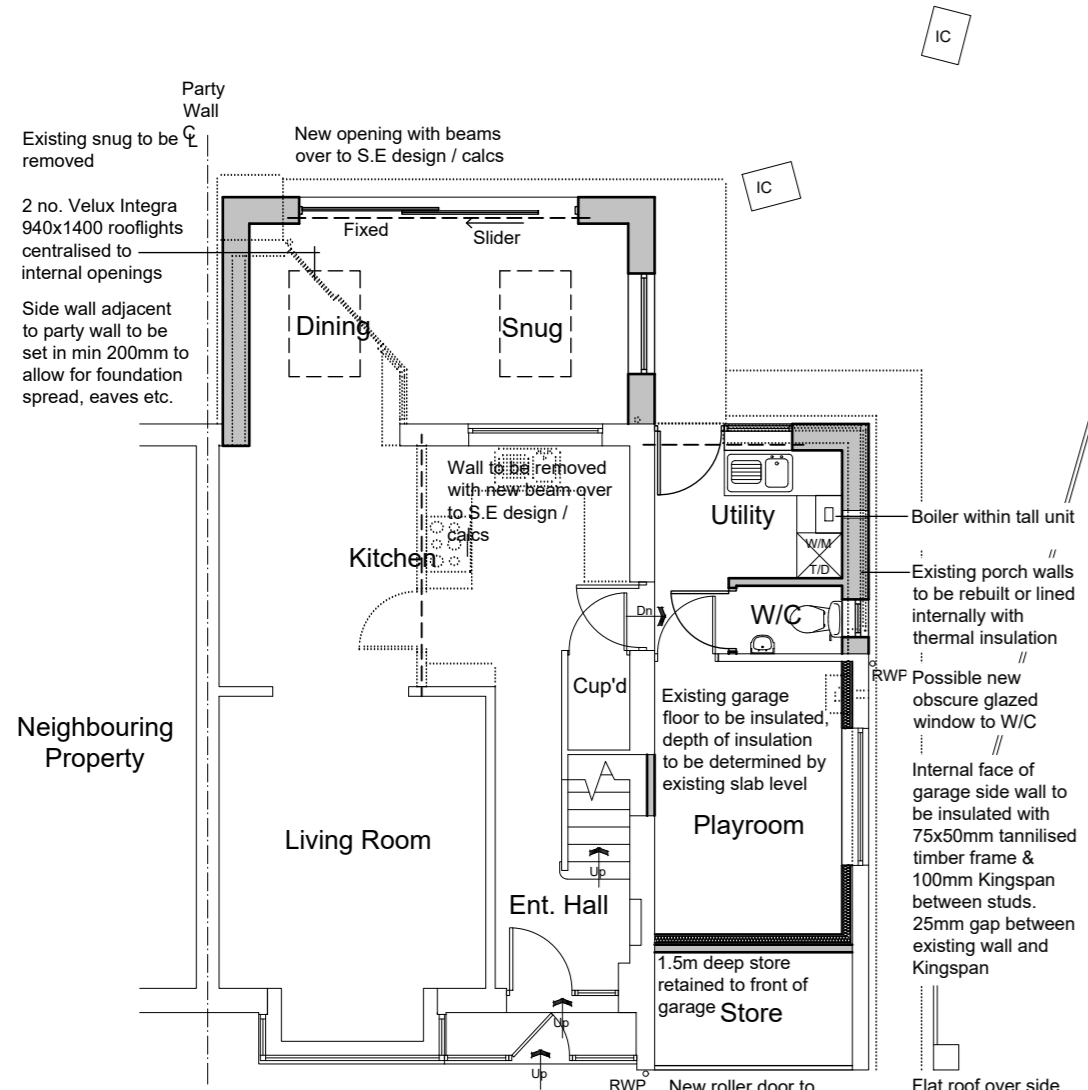 IC
Party
Wall
℄
Existing snug to be
removed
New opening with beams
over to S.E design / calcs
IC
2 no. Velux Integra
940x1400 rooflights
centralised to
internal openings
Fixed
Slider
Side wall adjacent
to party wall to be
set in min 200mm to
allow for foundation
spread, eaves etc.
Dining
Snug
Wall to be removed
with new beam over
to S.E design /
calcs
Kitchen
Utility
W/M
T/D
Boiler within tall unit
Existing porch walls
to be rebuilt or lined
internally with
thermal insulation
Dn
W/C
RWP
Possible new
obscure glazed
window to W/C
Cup'd
Existing garage
floor to be insulated,
depth of insulation
to be determined by
existing slab level
Neighbouring
Property
Internal face of
garage side wall to
be insulated with
75x50mm tannilised
timber frame &
100mm Kingspan
between studs.
25mm gap between
existing wall and
Kingspan
Playroom
Living Room
Up
Ent. Hall
1.5m deep store
retained to front of
garage
Store
Up
Up
RWP
New roller door to
Flat roof over side